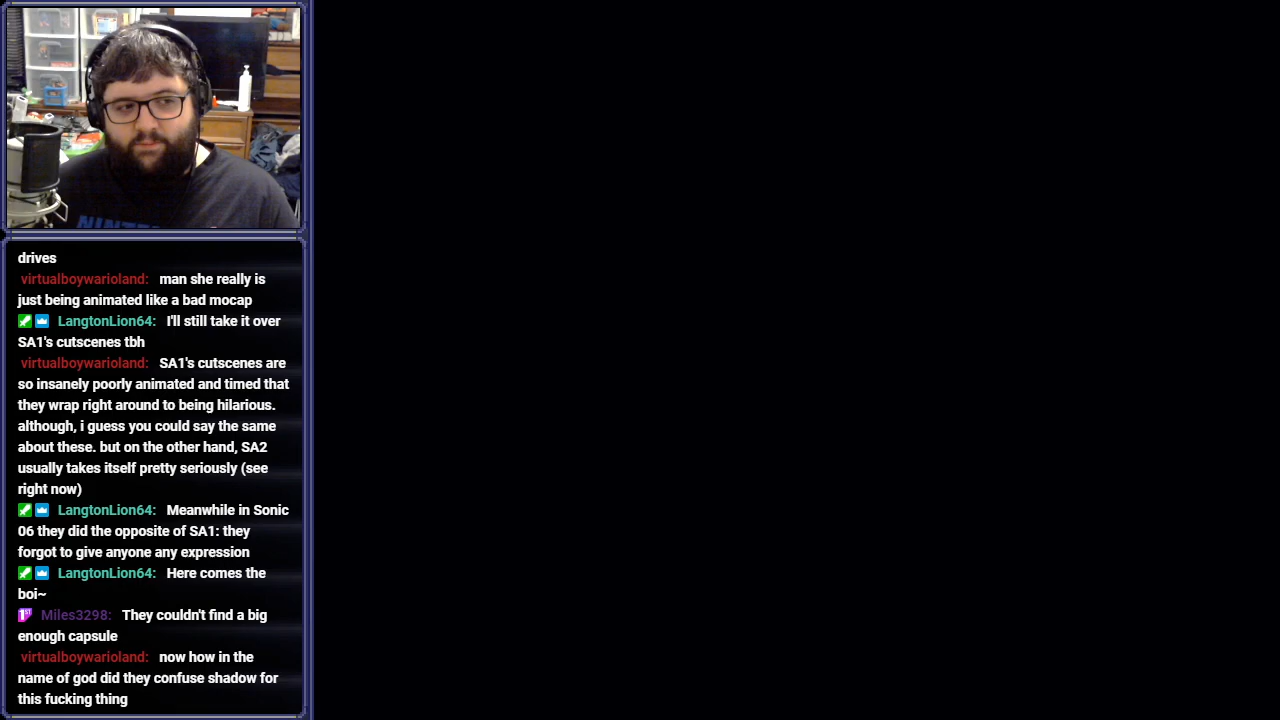 NINTE
drives
virtualboywarioland: man she really is
just being animated like a bad mocap
LangtonLion64: I'll still take it over
SA1's cutscenes tbh
virtualboywarioland: SA1's cutscenes are
so insanely poorly animated and timed that
they wrap right around to being hilarious.
although, i guess you could say the same
about these. but on the other hand, SA2
usually takes itself pretty seriously (see
right now)
LangtonLion64: Meanwhile in Sonic
06 they did the opposite of SA1: they
forgot to give anyone any expression
LangtonLion64: Here comes the
boi~
1ST Miles3298: They couldn't find a big
enough capsule
virtualboywarioland: now how in the
name of god did they confuse shadow for
this fucking thing